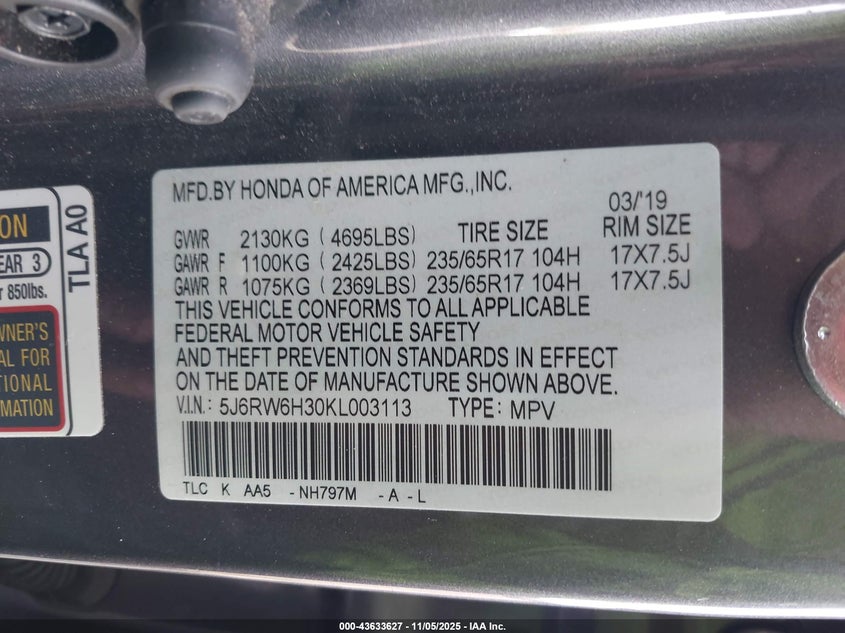 MFD.BY HONDA OF AMERICA MFG.,INC.
03/'19
GVWR 2130KG ( 4695LBS) TIRE SIZE RIM SIZE
GAWR F 1100KG ( 2425LBS) 235/65R17 104H 17X7.5J
GAWR R 1075KG ( 2369LBS) 235/65R17 104H 17X7.5J
THIS VEHICLE CONFORMS TO ALL APPLICABLE
FEDERAL MOTOR VEHICLE SAFETY
AND THEFT PREVENTION STANDARDS IN EFFECT
ON THE DATE OF MANUFACTURE SHOWN ABOVE.
V.I.N.: 5J6RW6H30KL003113 TYPE: MPV
TLC K AA5 -NH797M -A -L
ON
EAR 3
r 850lbs.
WNER'S
AL FOR
TIONAL
RMATION
TLA A0
000-43633627 - 11/05/2025 - IAA Inc.